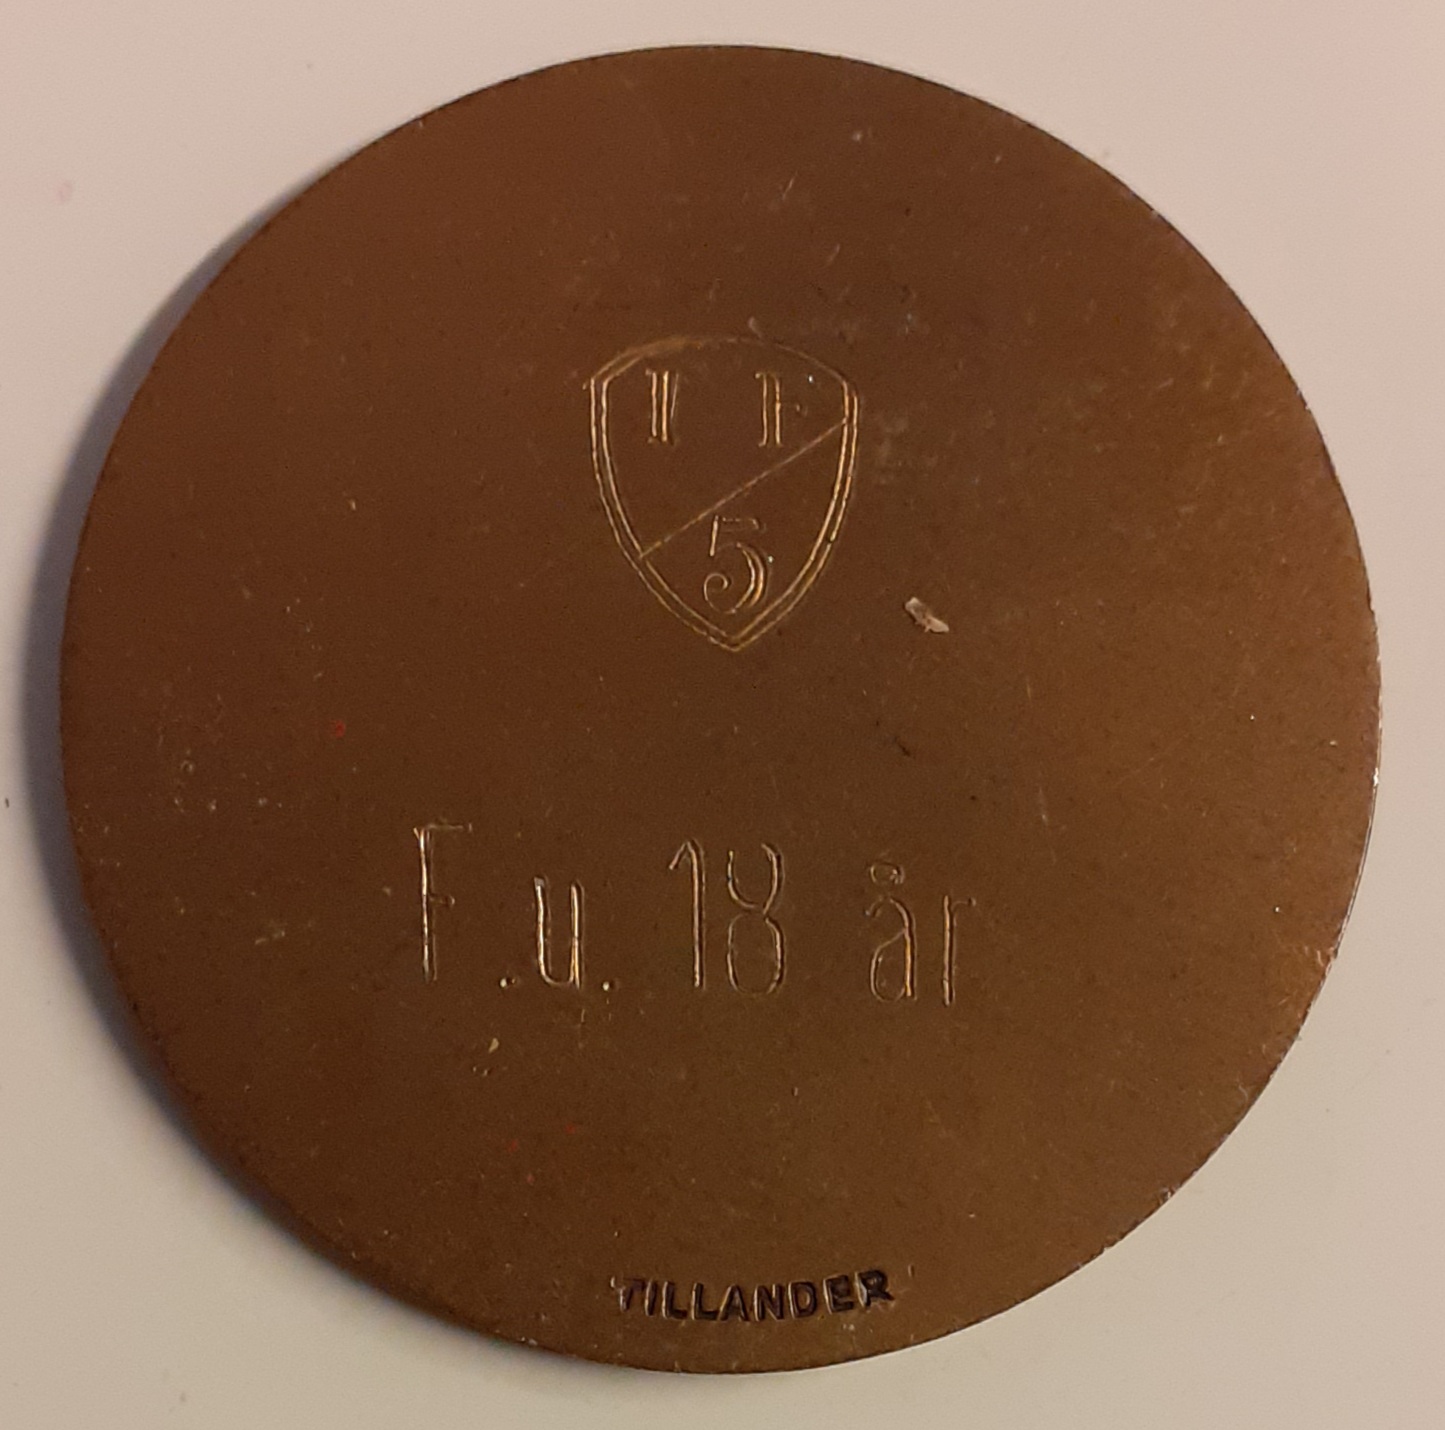 I F
5
F.u. 18 år
TILLANDER